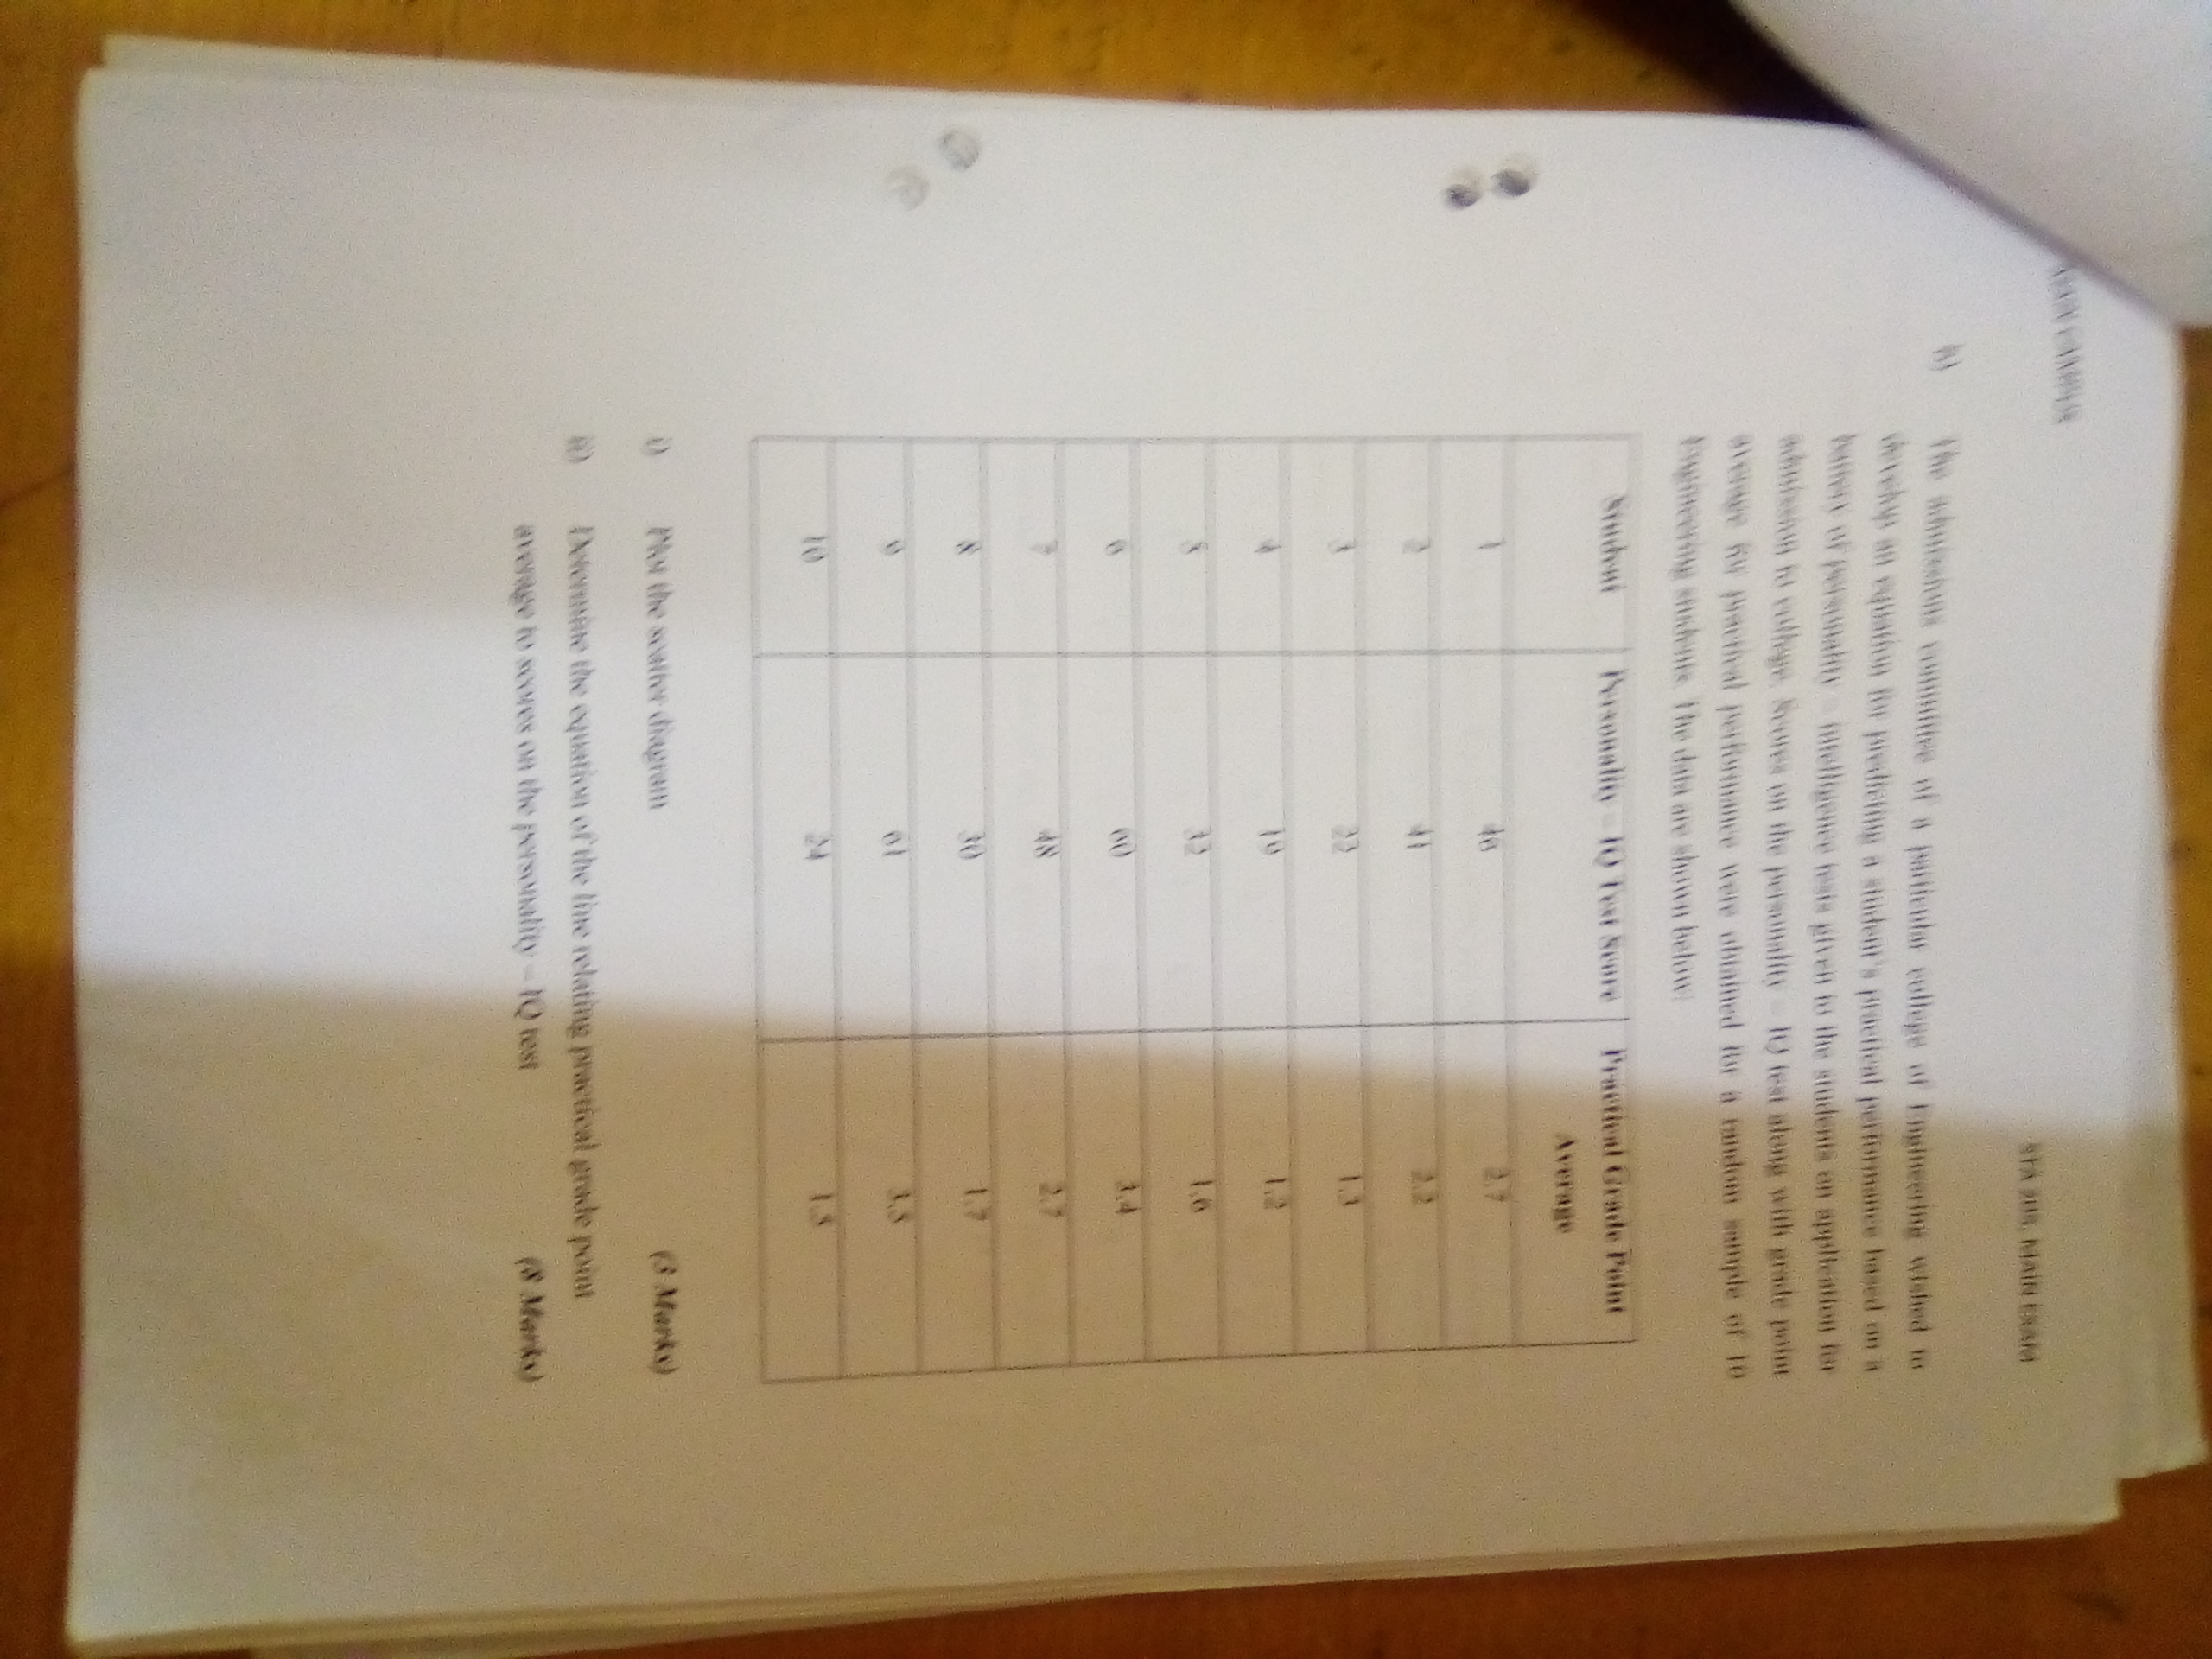 MAIN CAMPUS
STA 205, MAIN EXAM
b) The admissions committee of a particular college of Engineering wished to
develop an equation for predicting a student's practical performance based on a
battery of personality – intelligence tests given to the students on application for
admission to college. Scores on the personality – IQ test along with grade point
average for practical performance were obtained for a random sample of 10
Engineering students. The data are shown below:
Student Personality – IQ Test Score Practical Grade Point
Average
1 46 2.7
2 41 2.2
3 22 1.3
4 19 1.2
5 32 1.6
6 60 3.4
7 48 2.7
8 30 1.7
9 61 3.5
10 24 1.5
i) Plot the scatter diagram (3 Marks)
ii) Determine the equation of the line relating practical grade point
average to scores on the personality – IQ test (8 Marks)